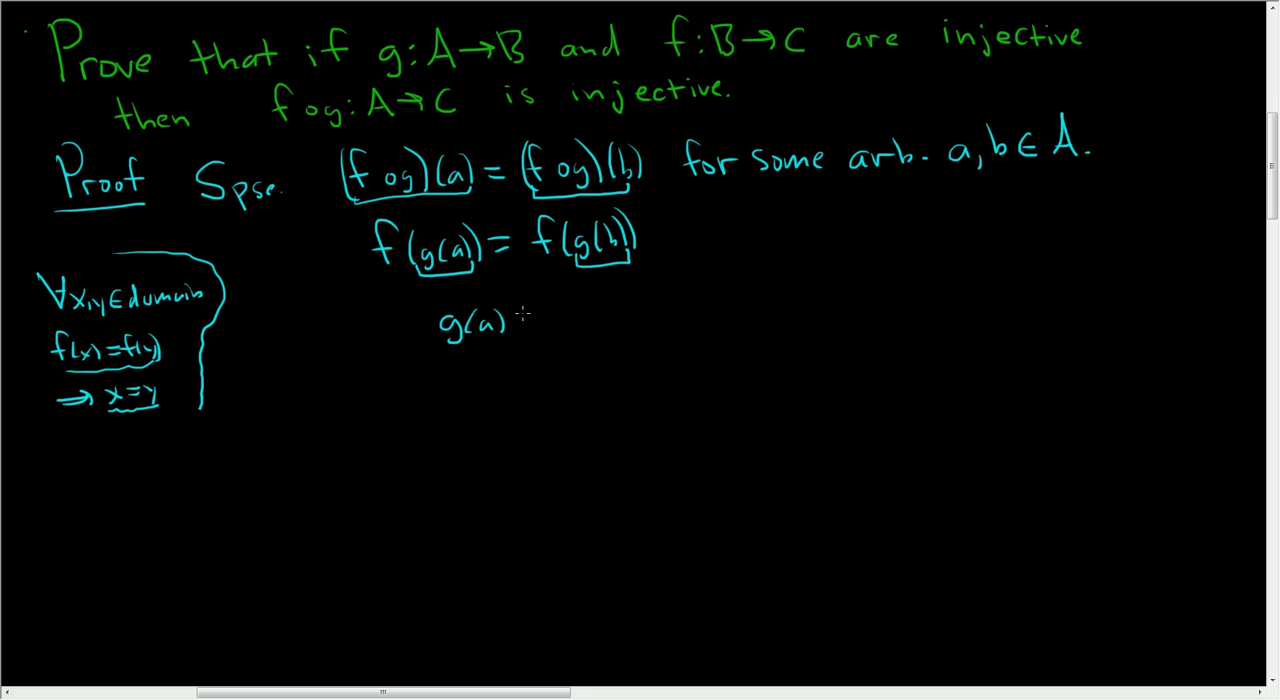 Prove that if g: A→B and f: B→C are injective
then f∘g: A→C is injective.
Proof Spse. (f∘g)(a) = (f∘g)(b) for some arb. a, b ∈ A.
f(g(a)) = f(g(b))
g(a)
∀x,y ∈ domain
f(x) = f(y)
⇒ x = y